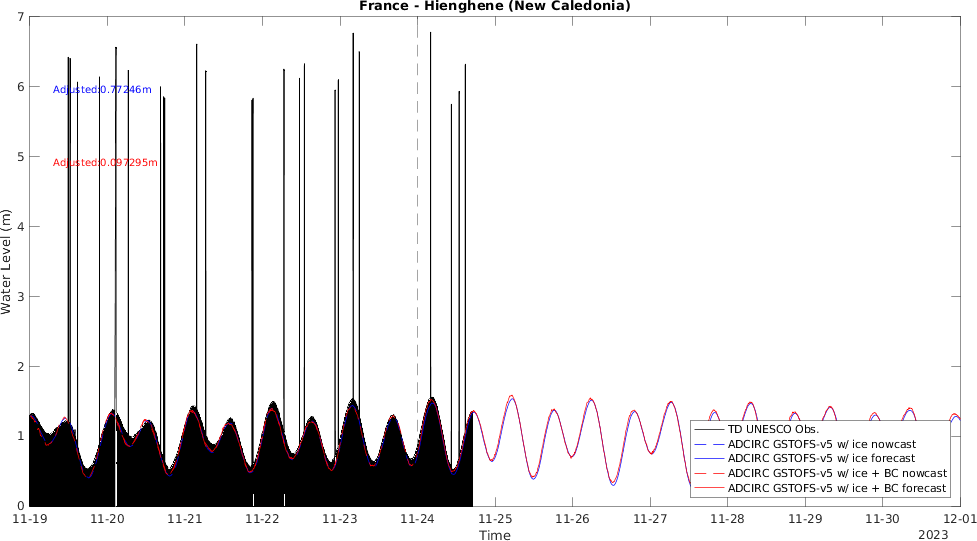 France - Hienghene (New Caledonia)
7
6
5
4
3
2
1
0
Water Level (m)
Adjusted:0.77246m
Adjusted:0.097295m
TD UNESCO Obs.
ADCIRC GSTOFS-v5 w/ ice nowcast
ADCIRC GSTOFS-v5 w/ ice forecast
ADCIRC GSTOFS-v5 w/ ice + BC nowcast
ADCIRC GSTOFS-v5 w/ ice + BC forecast
11-19 11-20 11-21 11-22 11-23 11-24 11-25 11-26 11-27 11-28 11-29 11-30 12-01
Time
2023